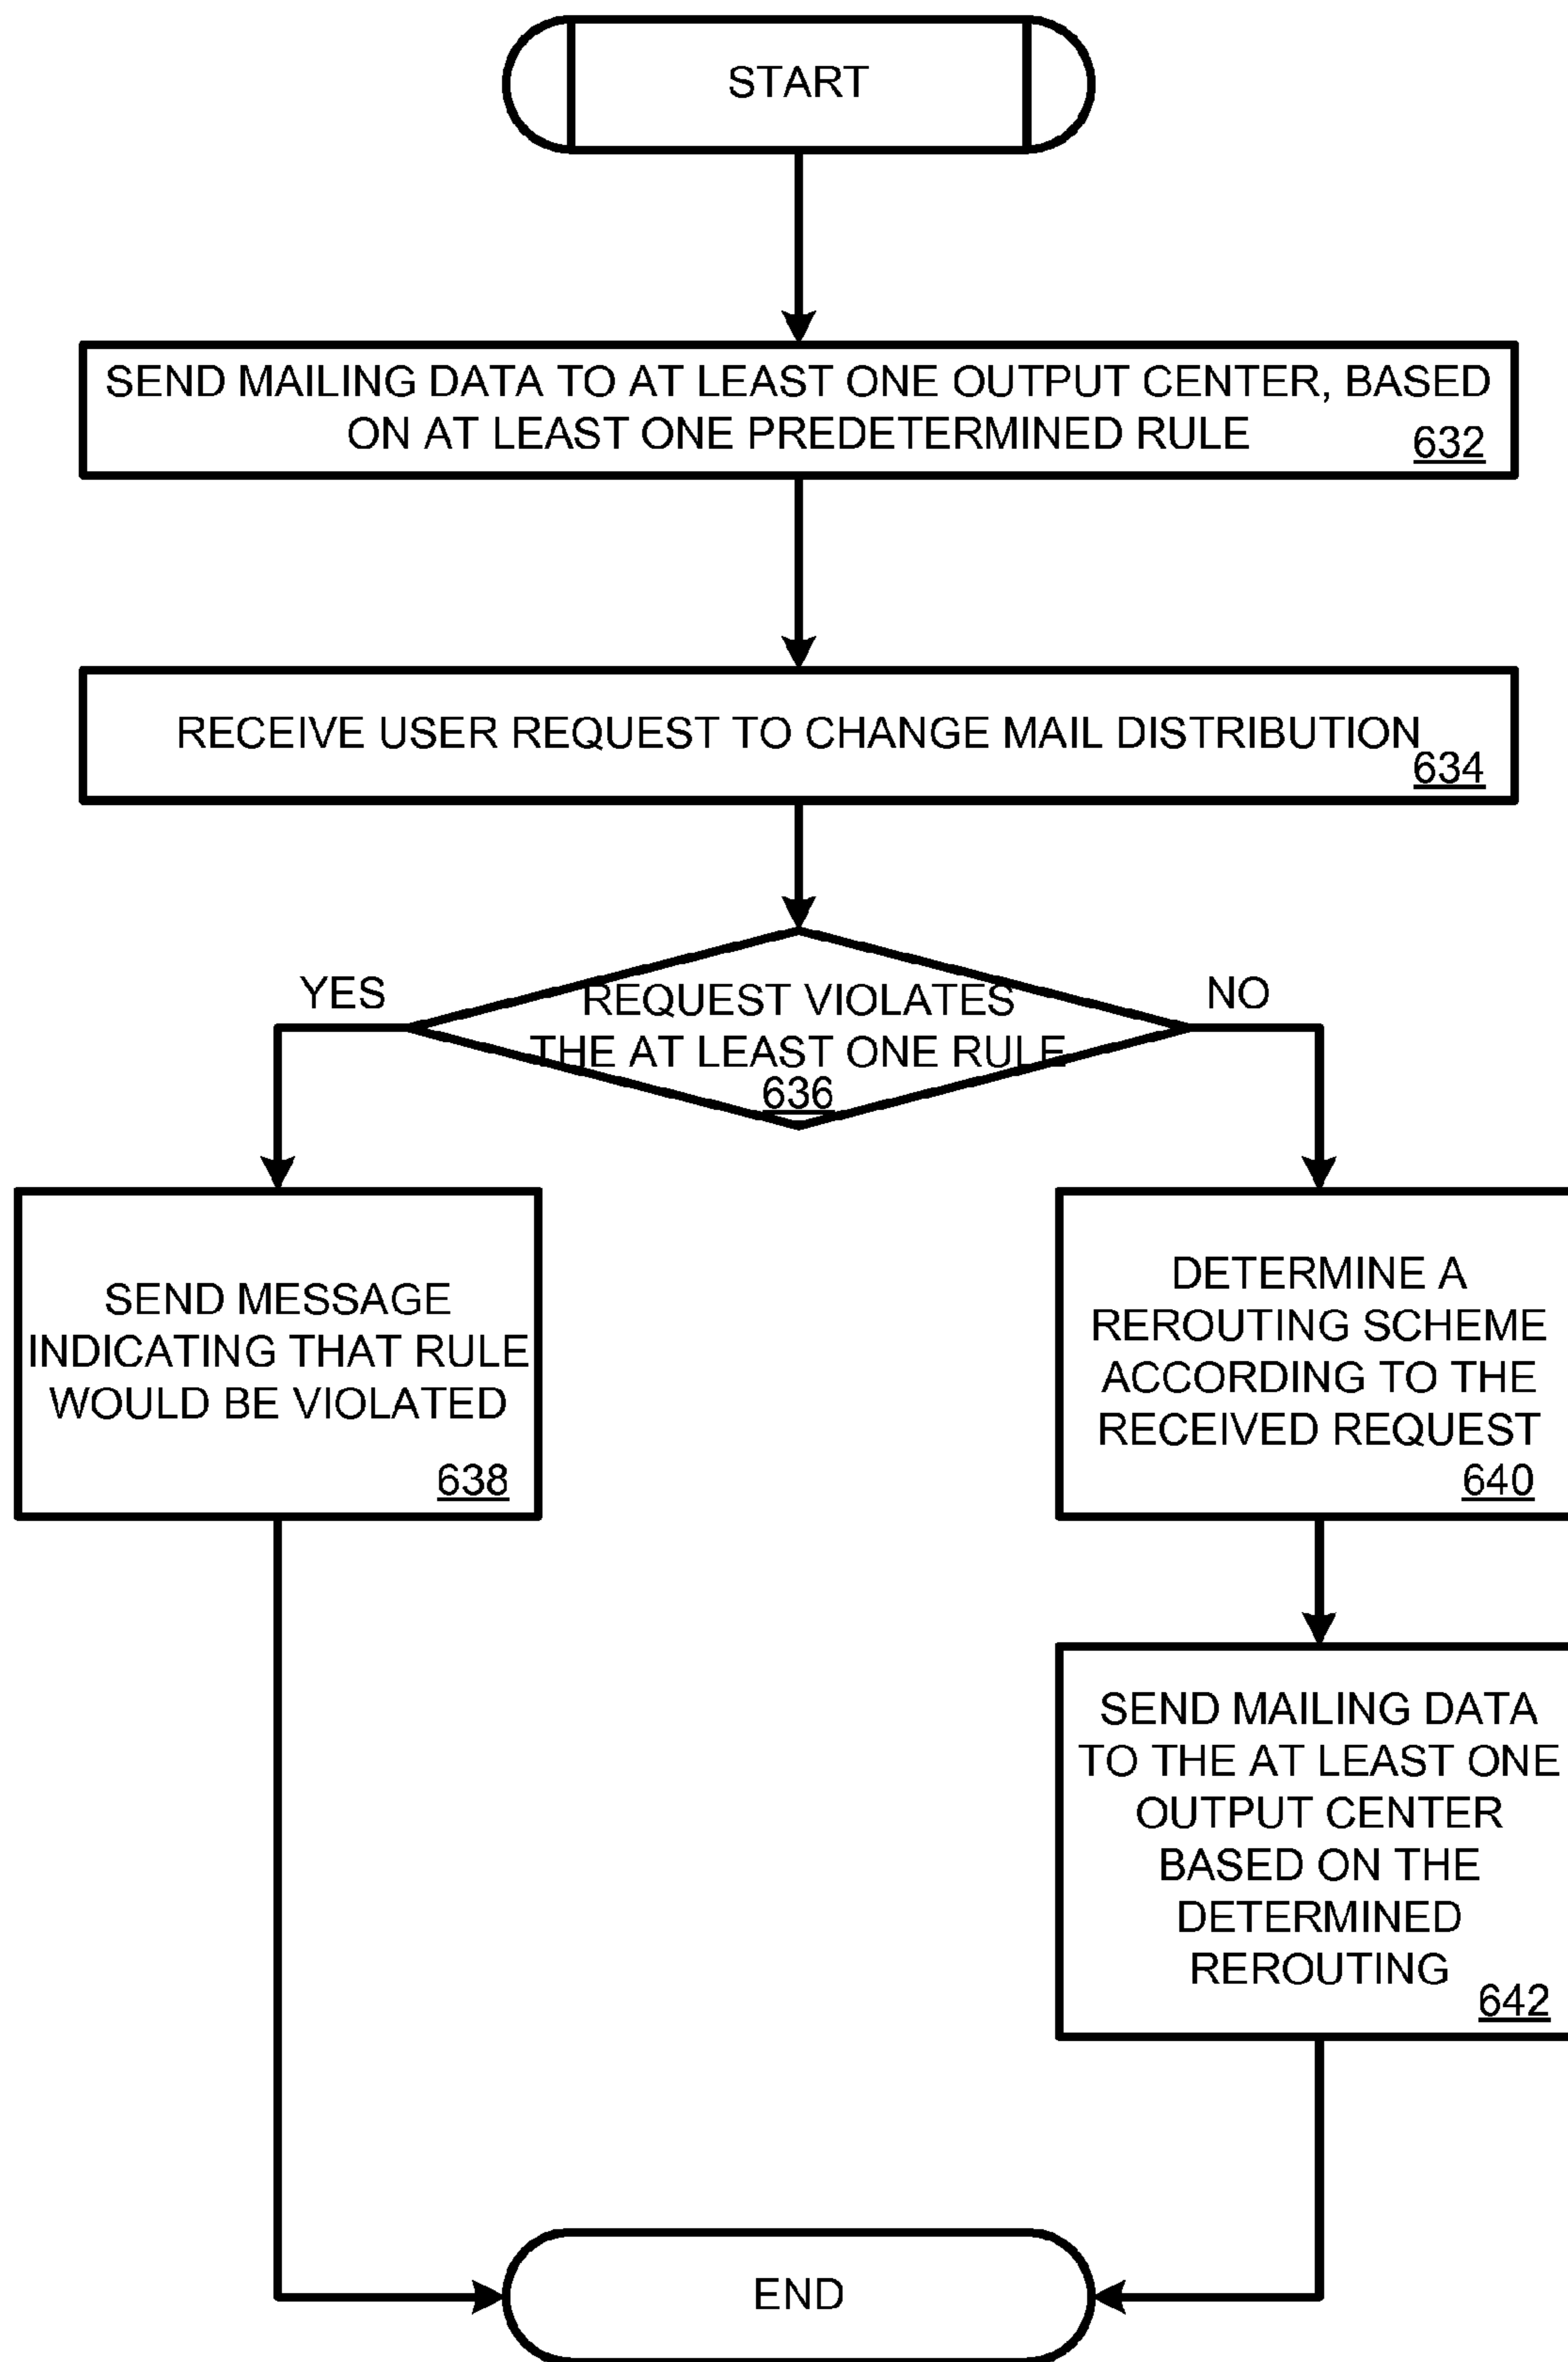 START
SEND MAILING DATA TO AT LEAST ONE OUTPUT CENTER, BASED
ON AT LEAST ONE PREDETERMINED RULE
632
RECEIVE USER REQUEST TO CHANGE MAIL DISTRIBUTION
634
YES
NO
REQUEST VIOLATES
THE AT LEAST ONE RULE
636
SEND MESSAGE
INDICATING THAT RULE
WOULD BE VIOLATED
638
DETERMINE A
REROUTING SCHEME
ACCORDING TO THE
RECEIVED REQUEST
640
SEND MAILING DATA
TO THE AT LEAST ONE
OUTPUT CENTER
BASED ON THE
DETERMINED
REROUTING
642
END